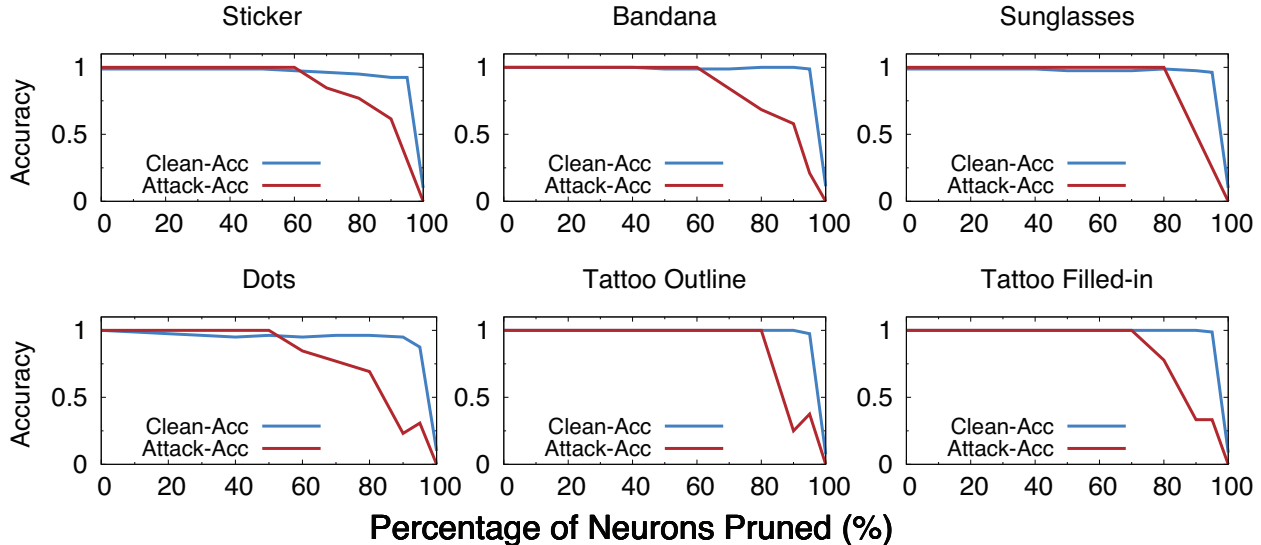 Sticker Bandana Sunglasses
Accuracy
1 1 1
0.5 0.5 0.5
Clean-Acc Clean-Acc Clean-Acc
Attack-Acc Attack-Acc Attack-Acc
0 0 0
0 20 40 60 80 100 0 20 40 60 80 100 0 20 40 60 80 100
Dots Tattoo Outline Tattoo Filled-in
Accuracy
1 1 1
0.5 0.5 0.5
Clean-Acc Clean-Acc Clean-Acc
Attack-Acc Attack-Acc Attack-Acc
0 0 0
0 20 40 60 80 100 0 20 40 60 80 100 0 20 40 60 80 100
Percentage of Neurons Pruned (%)